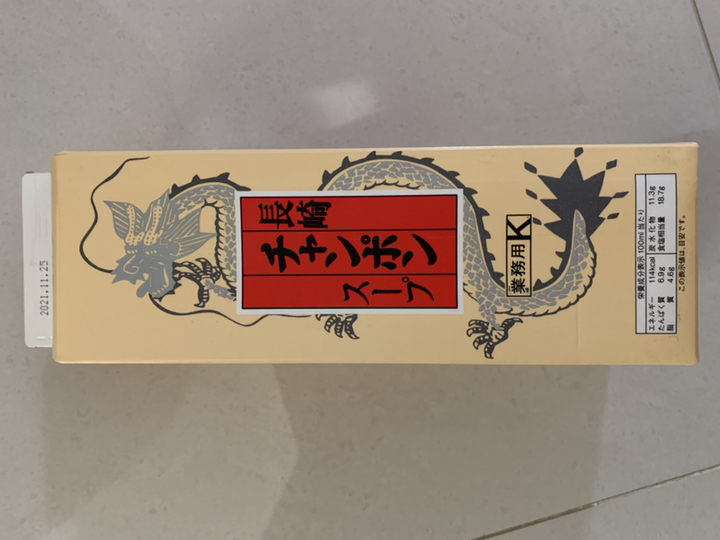 2021.11.25
長崎
チャンポン
スープ
業務用K
栄養成分表示 100ml当たり
エネルギー 114kcal 炭水化物 11.3g
たんぱく質 6.9g 食塩相当量 18.7g
脂質 4.6g
この表示値は、目安です。